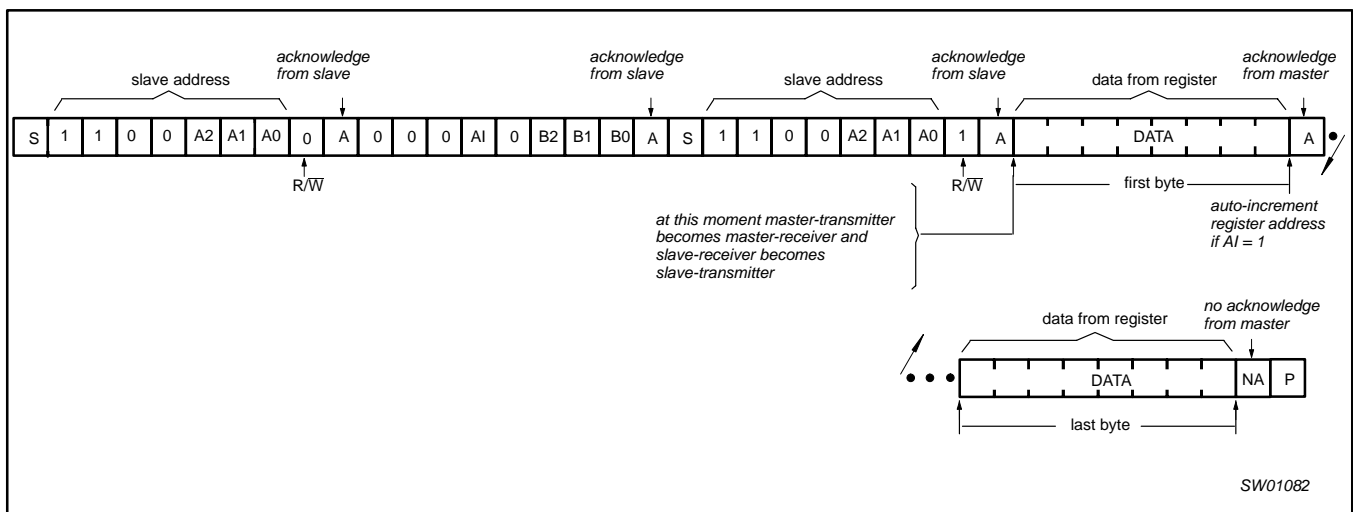 acknowledge
from slave
acknowledge
from slave
acknowledge
from slave
acknowledge
from master
slave address
slave address
data from register
S 1 1 0 0 A2 A1 A0 0 A 0 0 0 AI 0 B2 B1 B0 A S 1 1 0 0 A2 A1 A0 1 A DATA A
R/W̅
R/W̅
first byte
at this moment master-transmitter
becomes master-receiver and
slave-receiver becomes
slave-transmitter
auto-increment
register address
if AI = 1
no acknowledge
from master
data from register
DATA NA P
last byte
SW01082